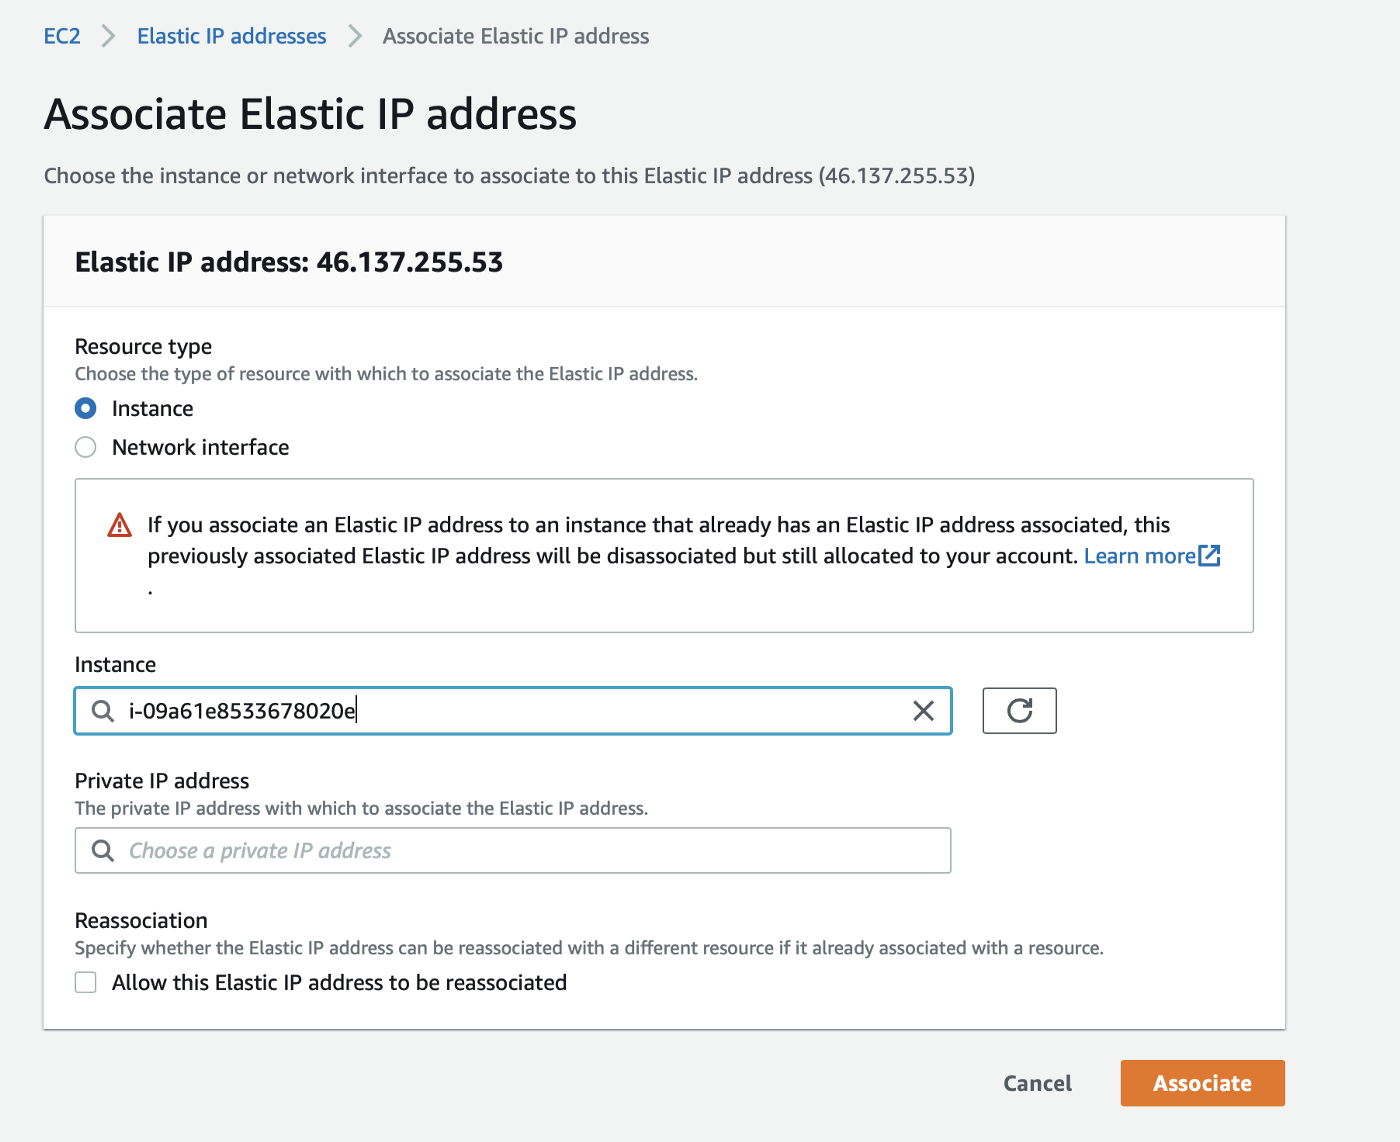 EC2 Elastic IP addresses Associate Elastic IP address
Associate Elastic IP address
Choose the instance or network interface to associate to this Elastic IP address (46.137.255.53)
Elastic IP address: 46.137.255.53
Resource type
Choose the type of resource with which to associate the Elastic IP address.
Instance
Network interface
If you associate an Elastic IP address to an instance that already has an Elastic IP address associated, this
previously associated Elastic IP address will be disassociated but still allocated to your account. Learn more
.
Instance
i-09a61e8533678020e
Private IP address
The private IP address with which to associate the Elastic IP address.
Choose a private IP address
Reassociation
Specify whether the Elastic IP address can be reassociated with a different resource if it already associated with a resource.
Allow this Elastic IP address to be reassociated
Cancel Associate